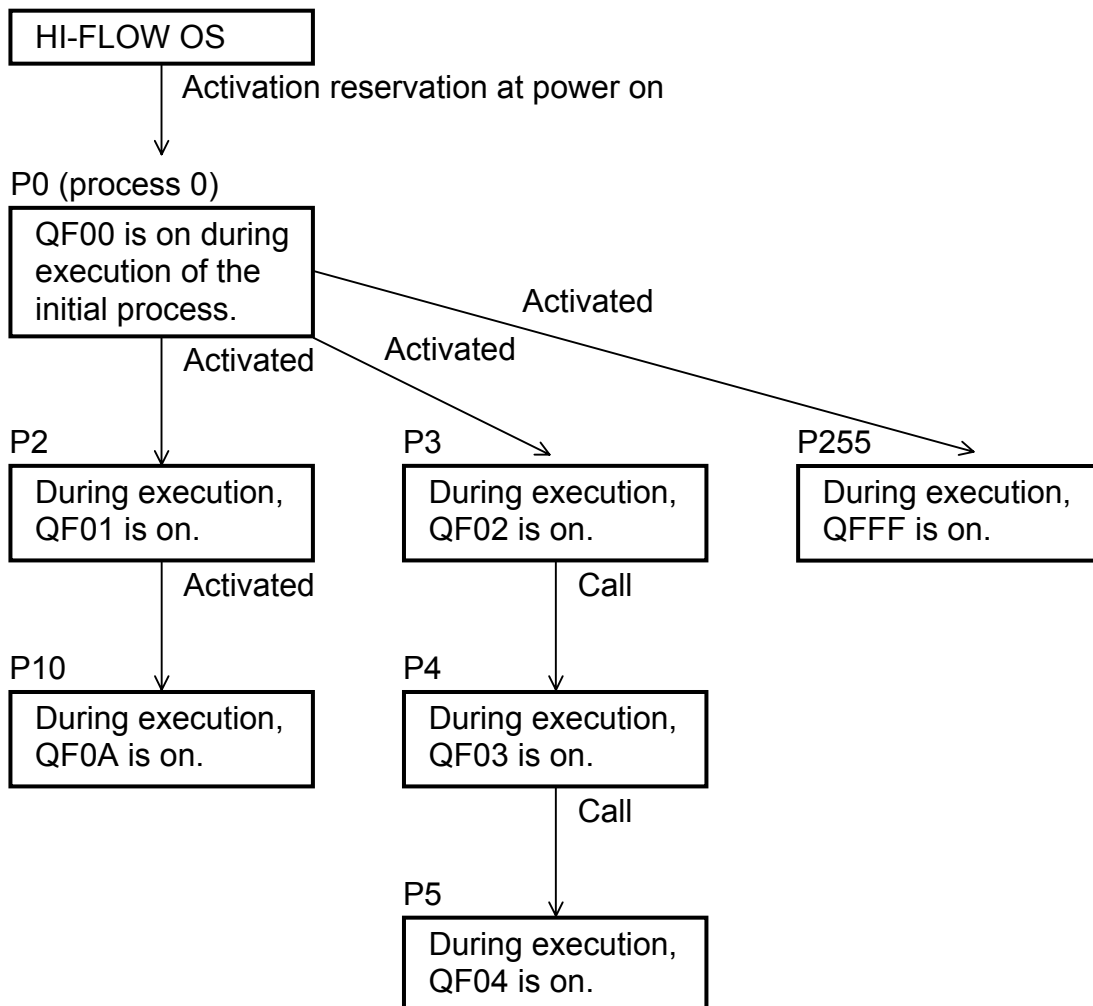 HI-FLOW OS
Activation reservation at power on
P0 (process 0)
QF00 is on during
execution of the
initial process.
Activated
Activated
Activated
P2
During execution,
QF01 is on.
P3
During execution,
QF02 is on.
P255
During execution,
QFFF is on.
Activated
Call
P10
During execution,
QF0A is on.
P4
During execution,
QF03 is on.
Call
P5
During execution,
QF04 is on.